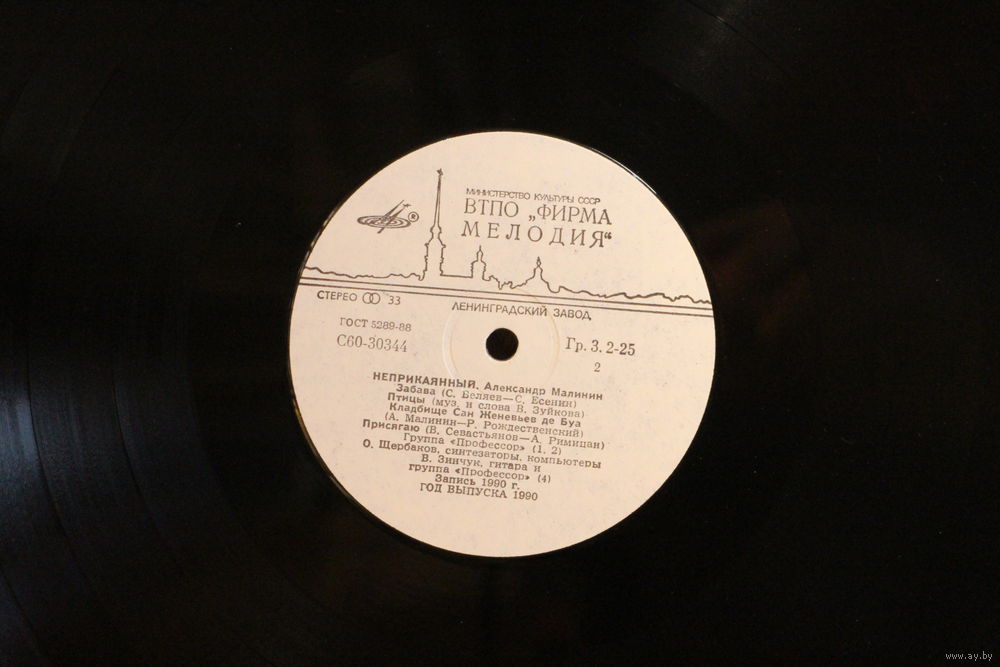 МИНИСТЕРСТВО КУЛЬТУРЫ СССР
ВТПО „ФИРМА
МЕЛОДИЯ“
®
СТЕРЕО 33
ЛЕНИНГРАДСКИЙ ЗАВОД
ГОСТ 5289-88
С60-30344
Гр. 3. 2-25
2
НЕПРИКАЯННЫЙ. Александр Малинин
Забава (С. Беляев—С. Есенин)
Птицы (муз. и слова В. Зуйкова)
Кладбище Сан Женевьев де Буа
(А. Малинин—Р. Рождественский)
Присягаю (В. Севастьянов—А. Римицан)
Группа «Профессор» (1, 2)
О. Щербаков, синтезаторы, компьютеры
В. Зинчук, гитара и
группа «Профессор» (4)
Запись 1990 г.
ГОД ВЫПУСКА 1990
www.ay.by